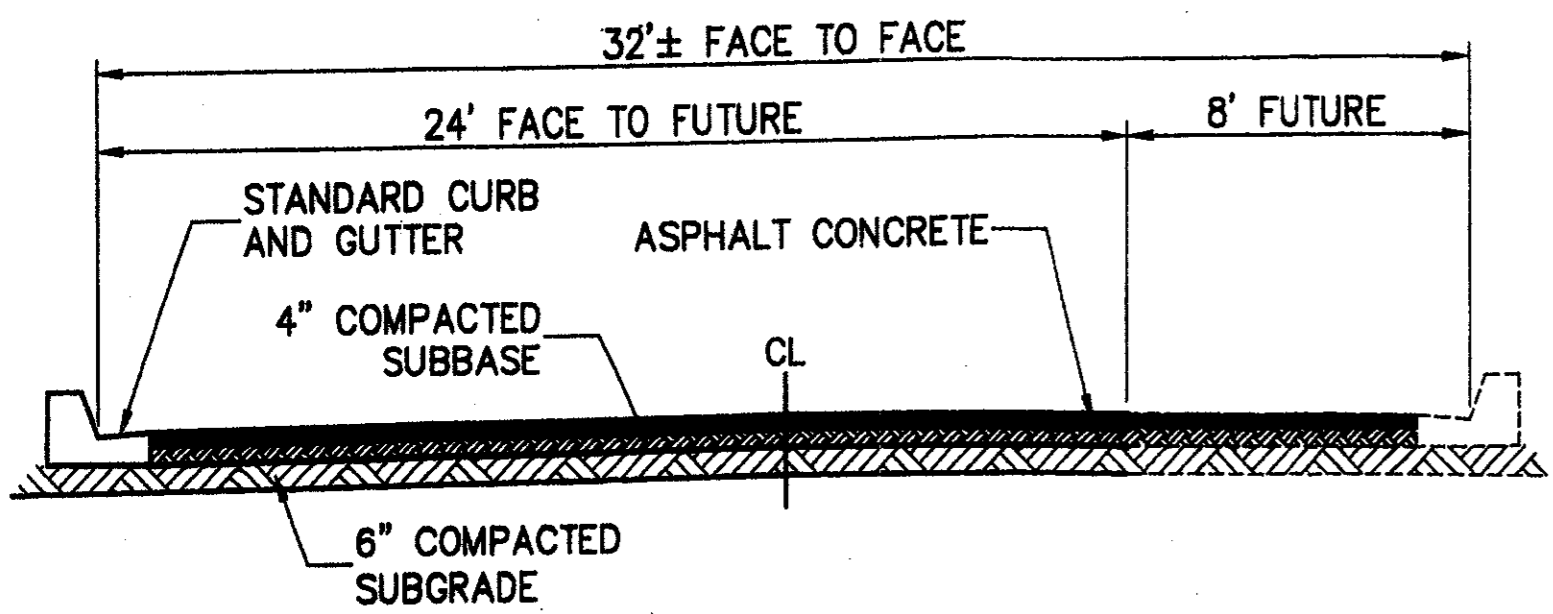 32'± FACE TO FACE
24' FACE TO FUTURE
8' FUTURE
STANDARD CURB
AND GUTTER
ASPHALT CONCRETE
4" COMPACTED
SUBBASE
CL
6" COMPACTED
SUBGRADE